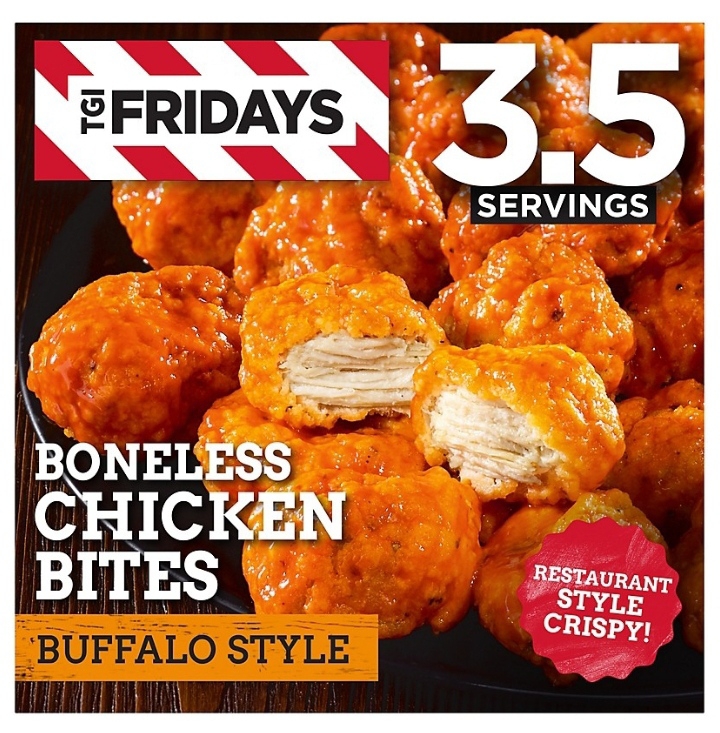 TGI FRIDAYS
3.5
SERVINGS
BONELESS
CHICKEN
BITES
BUFFALO STYLE
RESTAURANT
STYLE
CRISPY!